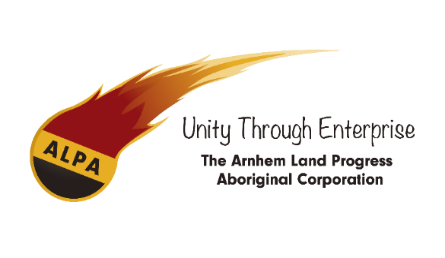 ALPA
Unity Through Enterprise
The Arnhem Land Progress
Aboriginal Corporation